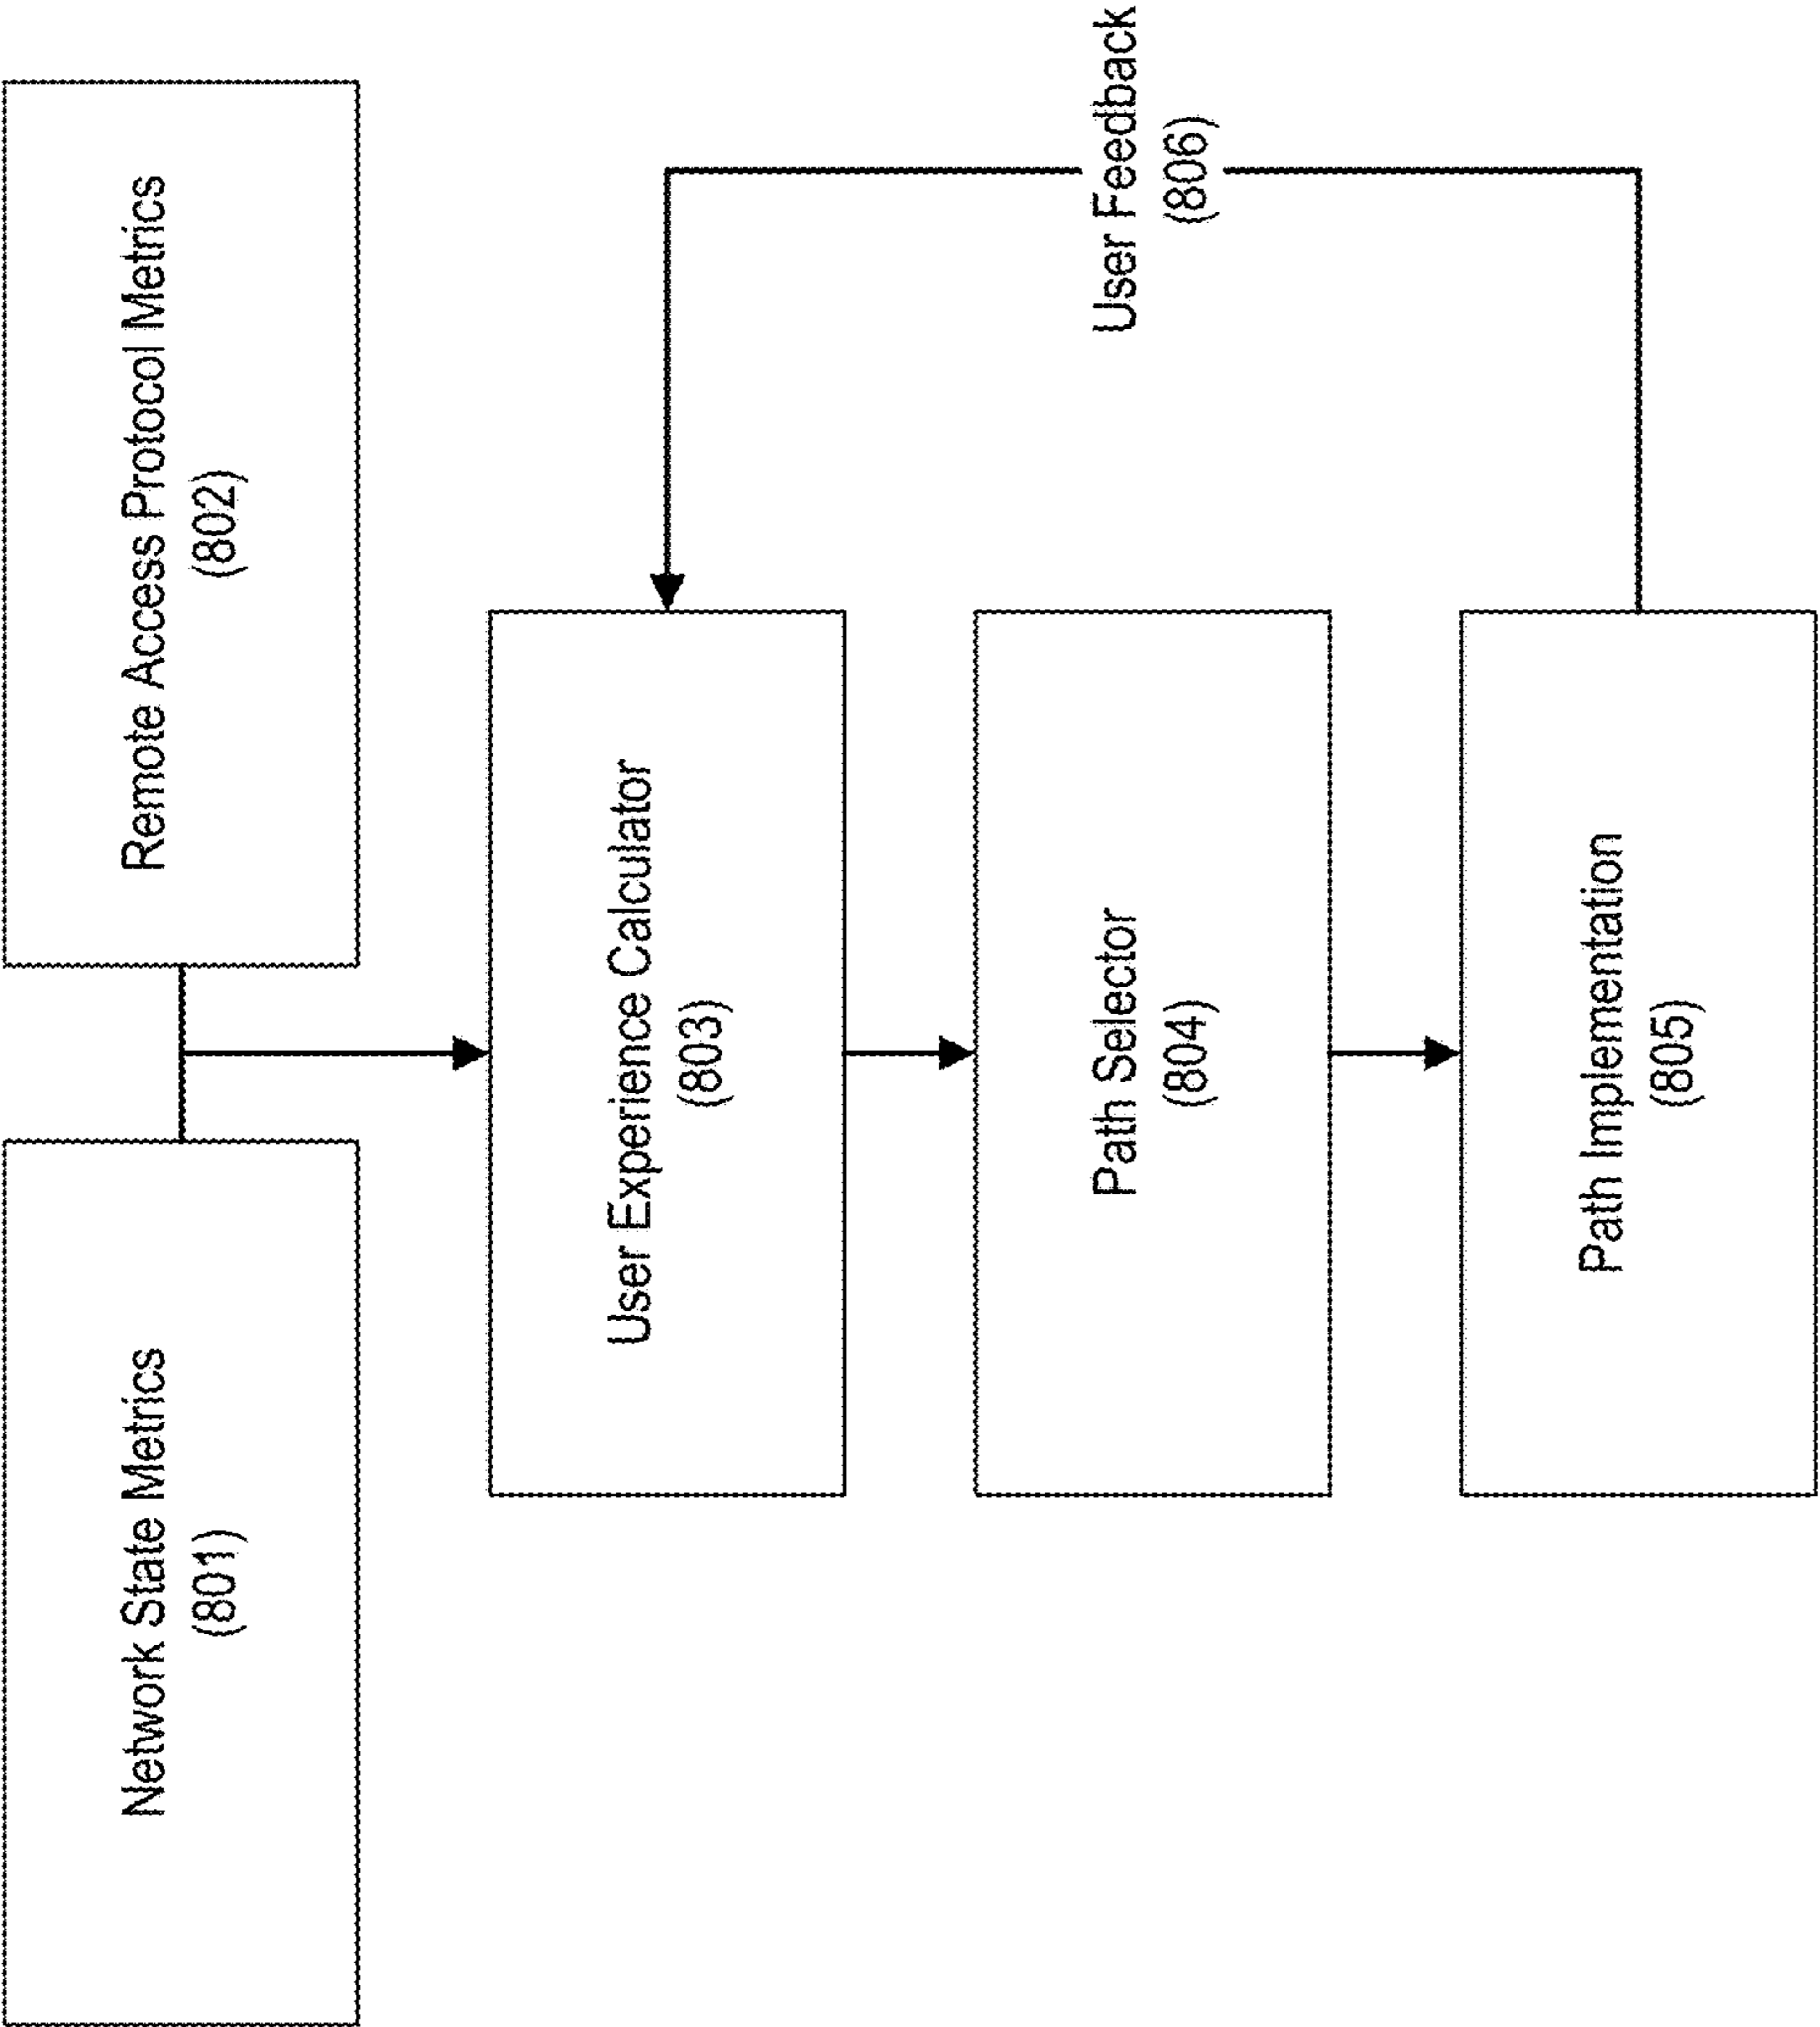 Network State Metrics
(801)
Remote Access Protocol Metrics
(802)
User Experience Calculator
(803)
Path Selector
(804)
User Feedback
(806)
Path Implementation
(805)